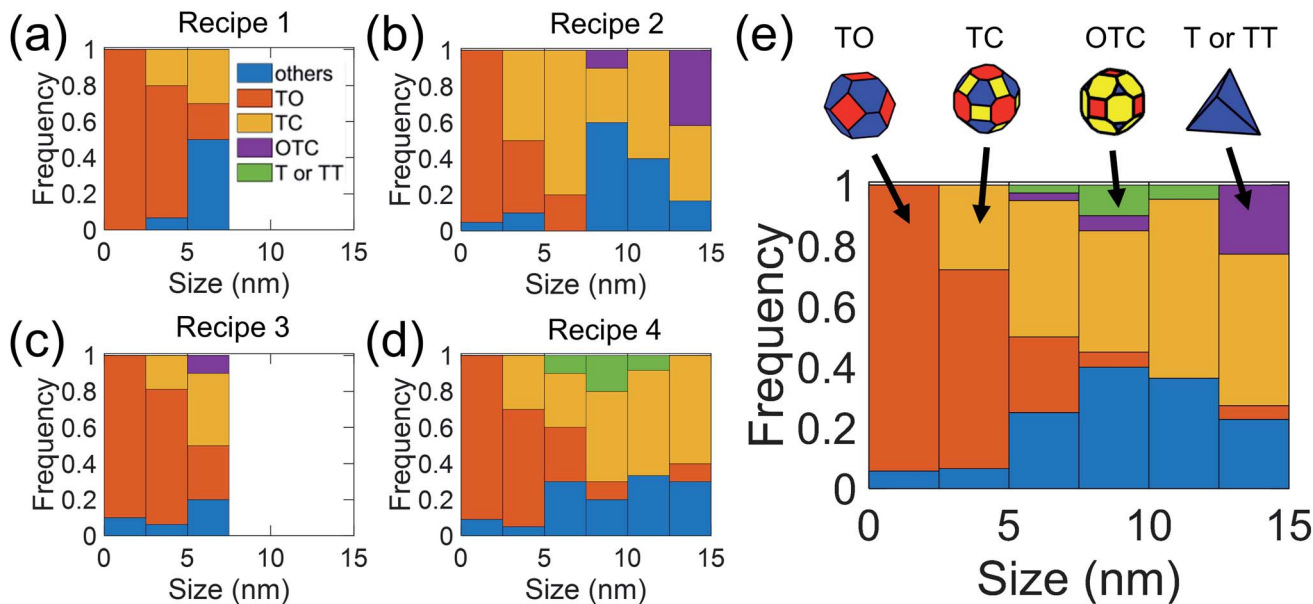 (a)
Recipe 1
Frequency
1
0.8
0.6
0.4
0.2
0
0
5
10
15
Size (nm)
others
TO
TC
OTC
T or TT
(b)
Recipe 2
Frequency
1
0.8
0.6
0.4
0.2
0
0
5
10
15
Size (nm)
(c)
Recipe 3
Frequency
1
0.8
0.6
0.4
0.2
0
0
5
10
15
Size (nm)
(d)
Recipe 4
Frequency
1
0.8
0.6
0.4
0.2
0
0
5
10
15
Size (nm)
(e)
TO
TC
OTC
T or TT
Frequency
1
0.8
0.6
0.4
0.2
0
0
5
10
15
Size (nm)